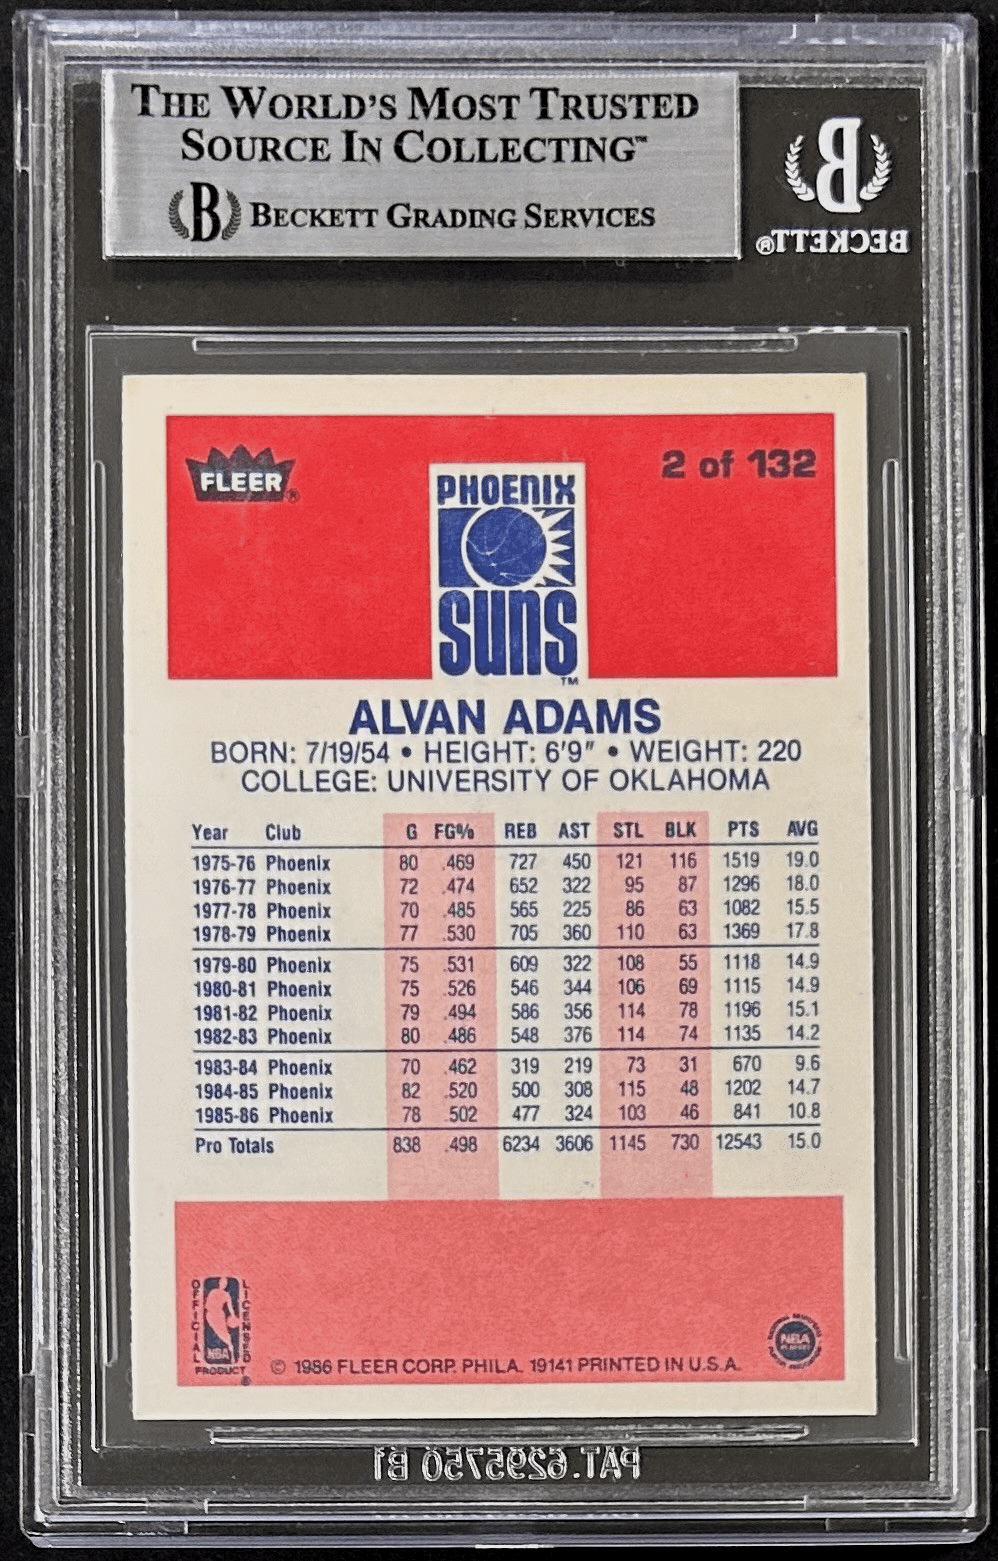 THE WORLD'S MOST TRUSTED
SOURCE IN COLLECTING™
B BECKETT GRADING SERVICES
B
BECKETT®
FLEER®
2 of 132
PHOENIX
SUNS™
ALVAN ADAMS
BORN: 7/19/54 • HEIGHT: 6'9" • WEIGHT: 220
COLLEGE: UNIVERSITY OF OKLAHOMA
Year Club G FG% REB AST STL BLK PTS AVG
1975-76 Phoenix 80 .469 727 450 121 116 1519 19.0
1976-77 Phoenix 72 .474 652 322 95 87 1296 18.0
1977-78 Phoenix 70 .485 565 225 86 63 1082 15.5
1978-79 Phoenix 77 .530 705 360 110 63 1369 17.8
1979-80 Phoenix 75 .531 609 322 108 55 1118 14.9
1980-81 Phoenix 75 .526 546 344 106 69 1115 14.9
1981-82 Phoenix 79 .494 586 356 114 78 1196 15.1
1982-83 Phoenix 80 .486 548 376 114 74 1135 14.2
1983-84 Phoenix 70 .462 319 219 73 31 670 9.6
1984-85 Phoenix 82 .520 500 308 115 48 1202 14.7
1985-86 Phoenix 78 .502 477 324 103 46 841 10.8
Pro Totals 838 .498 6234 3606 1145 730 12543 15.0
OFFICIAL LICENSED
NBA
PRODUCT®
© 1986 FLEER CORP. PHILA. 19141 PRINTED IN U.S.A.
PAT. 6295750 B1